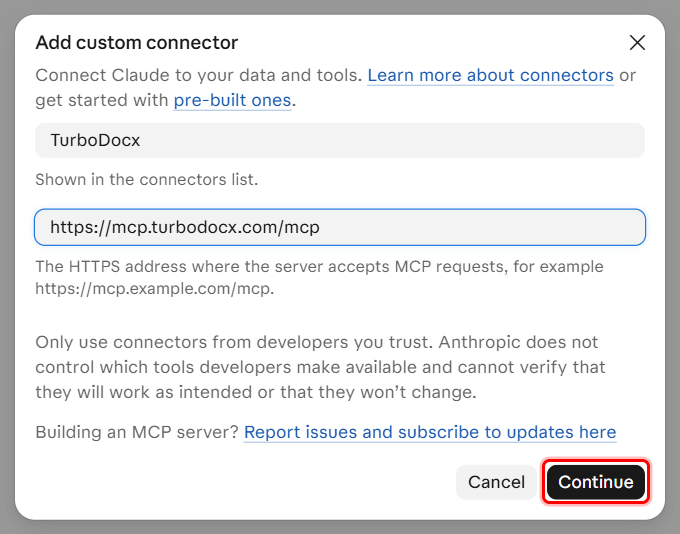 Add custom connector
Connect Claude to your data and tools. Learn more about connectors or
get started with pre-built ones.
TurboDocx
Shown in the connectors list.
https://mcp.turbodocx.com/mcp
The HTTPS address where the server accepts MCP requests, for example
https://mcp.example.com/mcp.
Only use connectors from developers you trust. Anthropic does not
control which tools developers make available and cannot verify that
they will work as intended or that they won’t change.
Building an MCP server? Report issues and subscribe to updates here
Cancel Continue